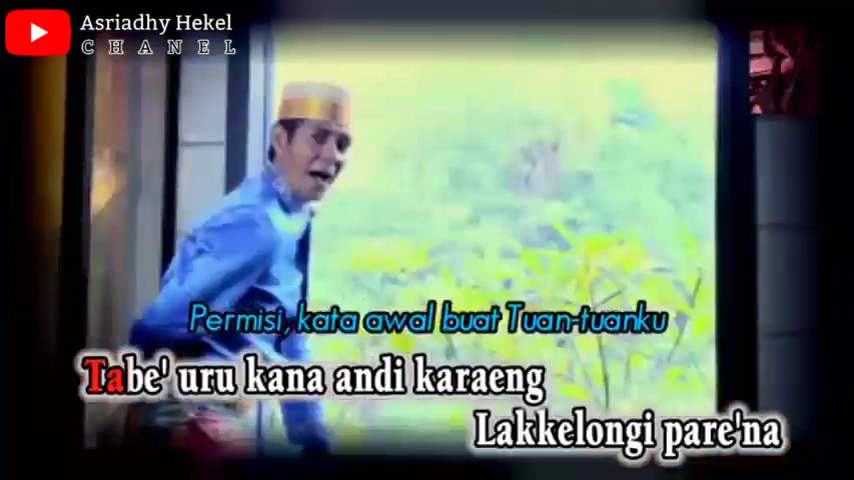 Asriadhy Hekel
CHANEL
Permisi, kata awal buat Tuan-tuanku
Tabe' uru kana andi karaeng
Lakkelongi pare'na